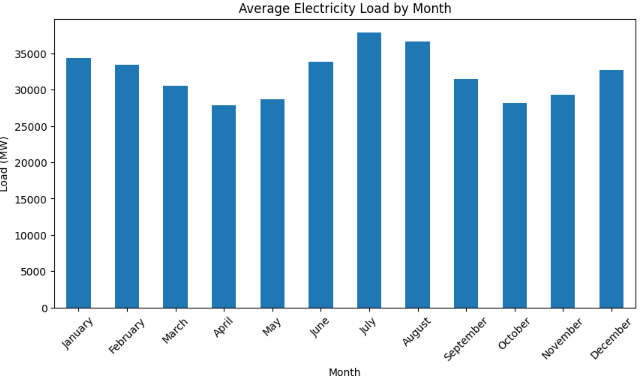 Average Electricity Load by Month
Load (MW)
35000
30000
25000
20000
15000
10000
5000
0
January
February
March
April
May
June
July
August
September
October
November
December
Month